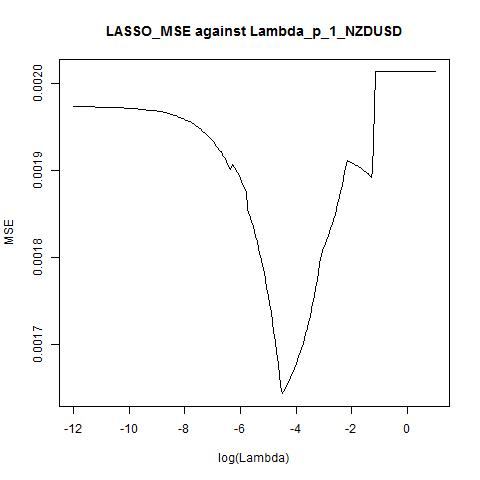 LASSO_MSE against Lambda_p_1_NZDUSD
MSE
0.0020
0.0019
0.0018
0.0017
-12 -10 -8 -6 -4 -2 0
log(Lambda)